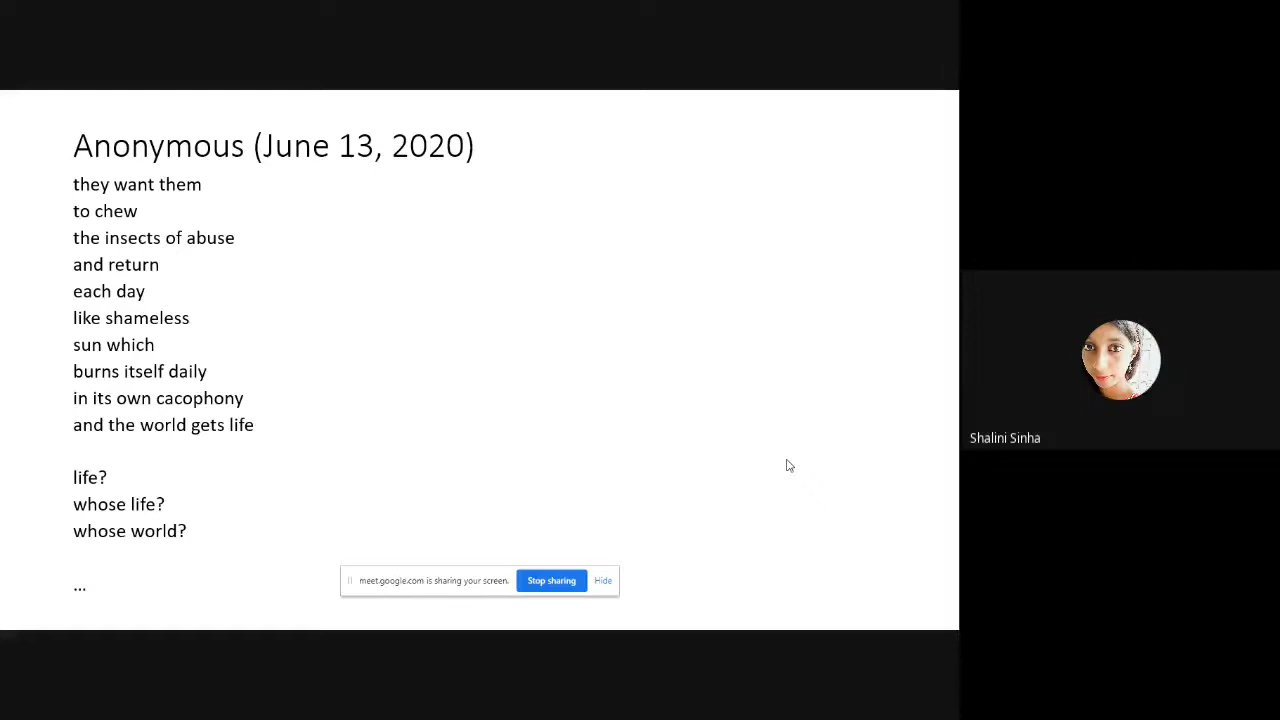 Anonymous (June 13, 2020)
they want them
to chew
the insects of abuse
and return
each day
like shameless
sun which
burns itself daily
in its own cacophony
and the world gets life
life?
whose life?
whose world?
...
meet.google.com is sharing your screen. Stop sharing Hide
Shalini Sinha